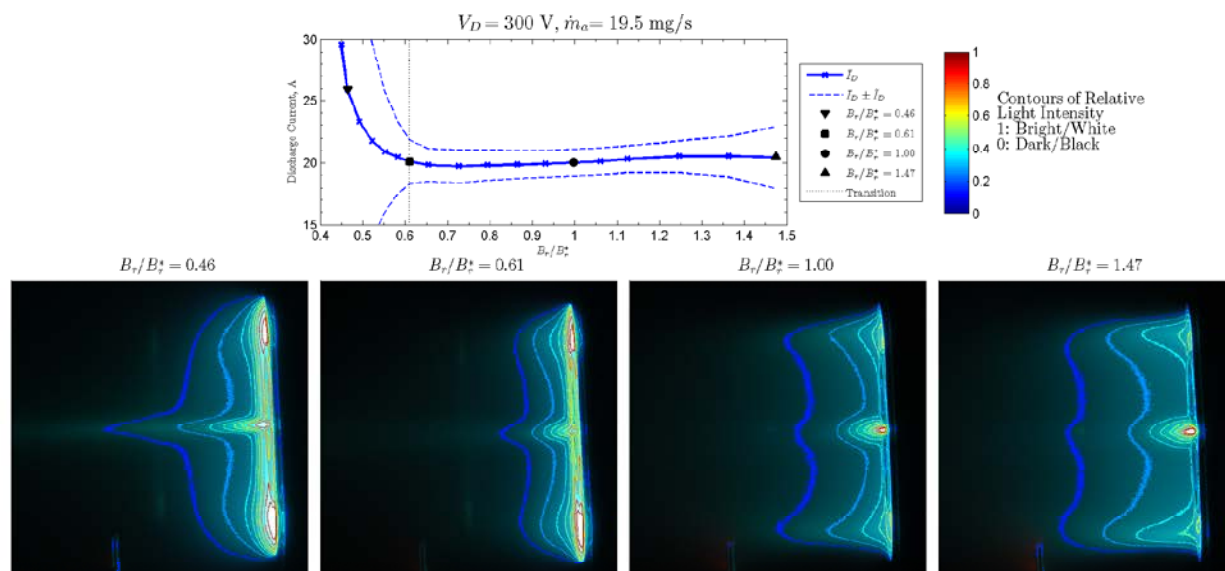 V_D = 300 V, ṁ_a = 19.5 mg/s
30
25
20
15
Discharge Current, A
0.4 0.5 0.6 0.7 0.8 0.9 1 1.1 1.2 1.3 1.4 1.5
B_r/B_r^*
Ī_D
Ī_D ± Ĩ_D
B_r/B_r^* = 0.46
B_r/B_r^* = 0.61
B_r/B_r^* = 1.00
B_r/B_r^* = 1.47
Transition
1
0.8
0.6
0.4
0.2
0
Contours of Relative
Light Intensity
1: Bright/White
0: Dark/Black
B_r/B_r^* = 0.46
B_r/B_r^* = 0.61
B_r/B_r^* = 1.00
B_r/B_r^* = 1.47